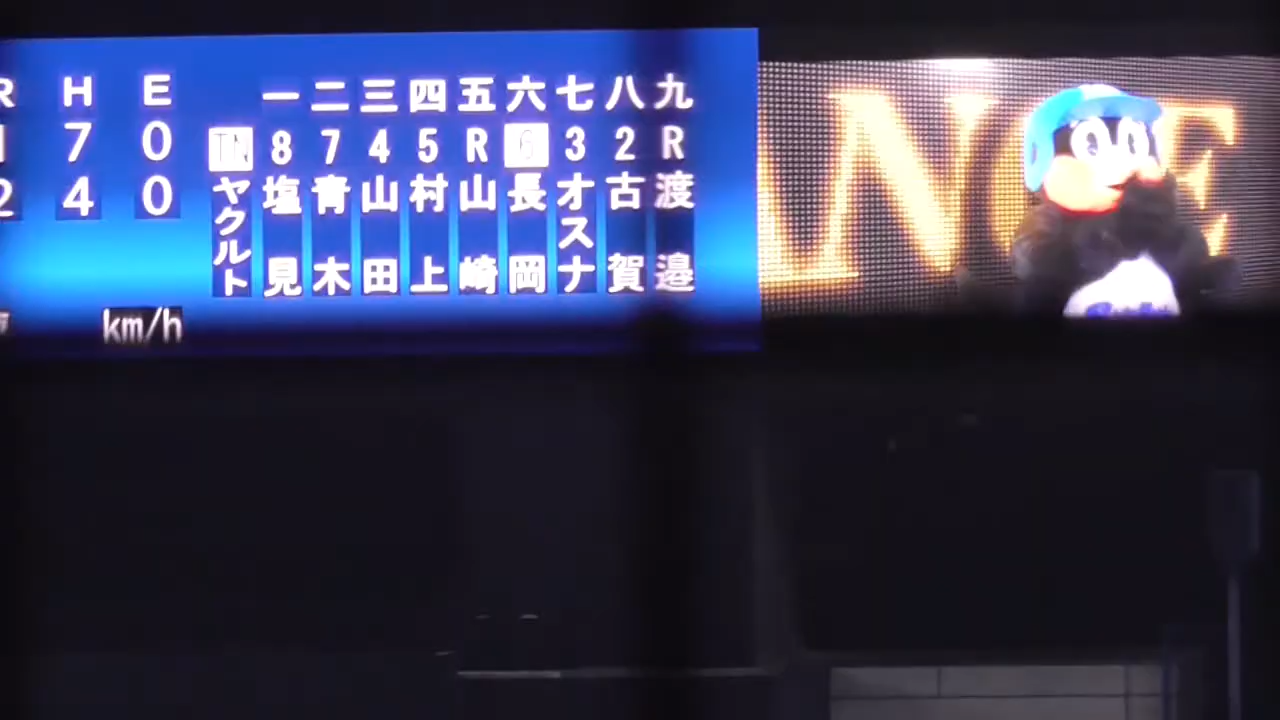 R H E 一 二 三 四 五 六 七 八 九
1 7 0 8 7 4 5 R 6 3 2 R
2 4 0 ヤクルト 塩見 青木 山田 村上 山崎 長岡 オスナ 古賀 渡邉
km/h
ANCE